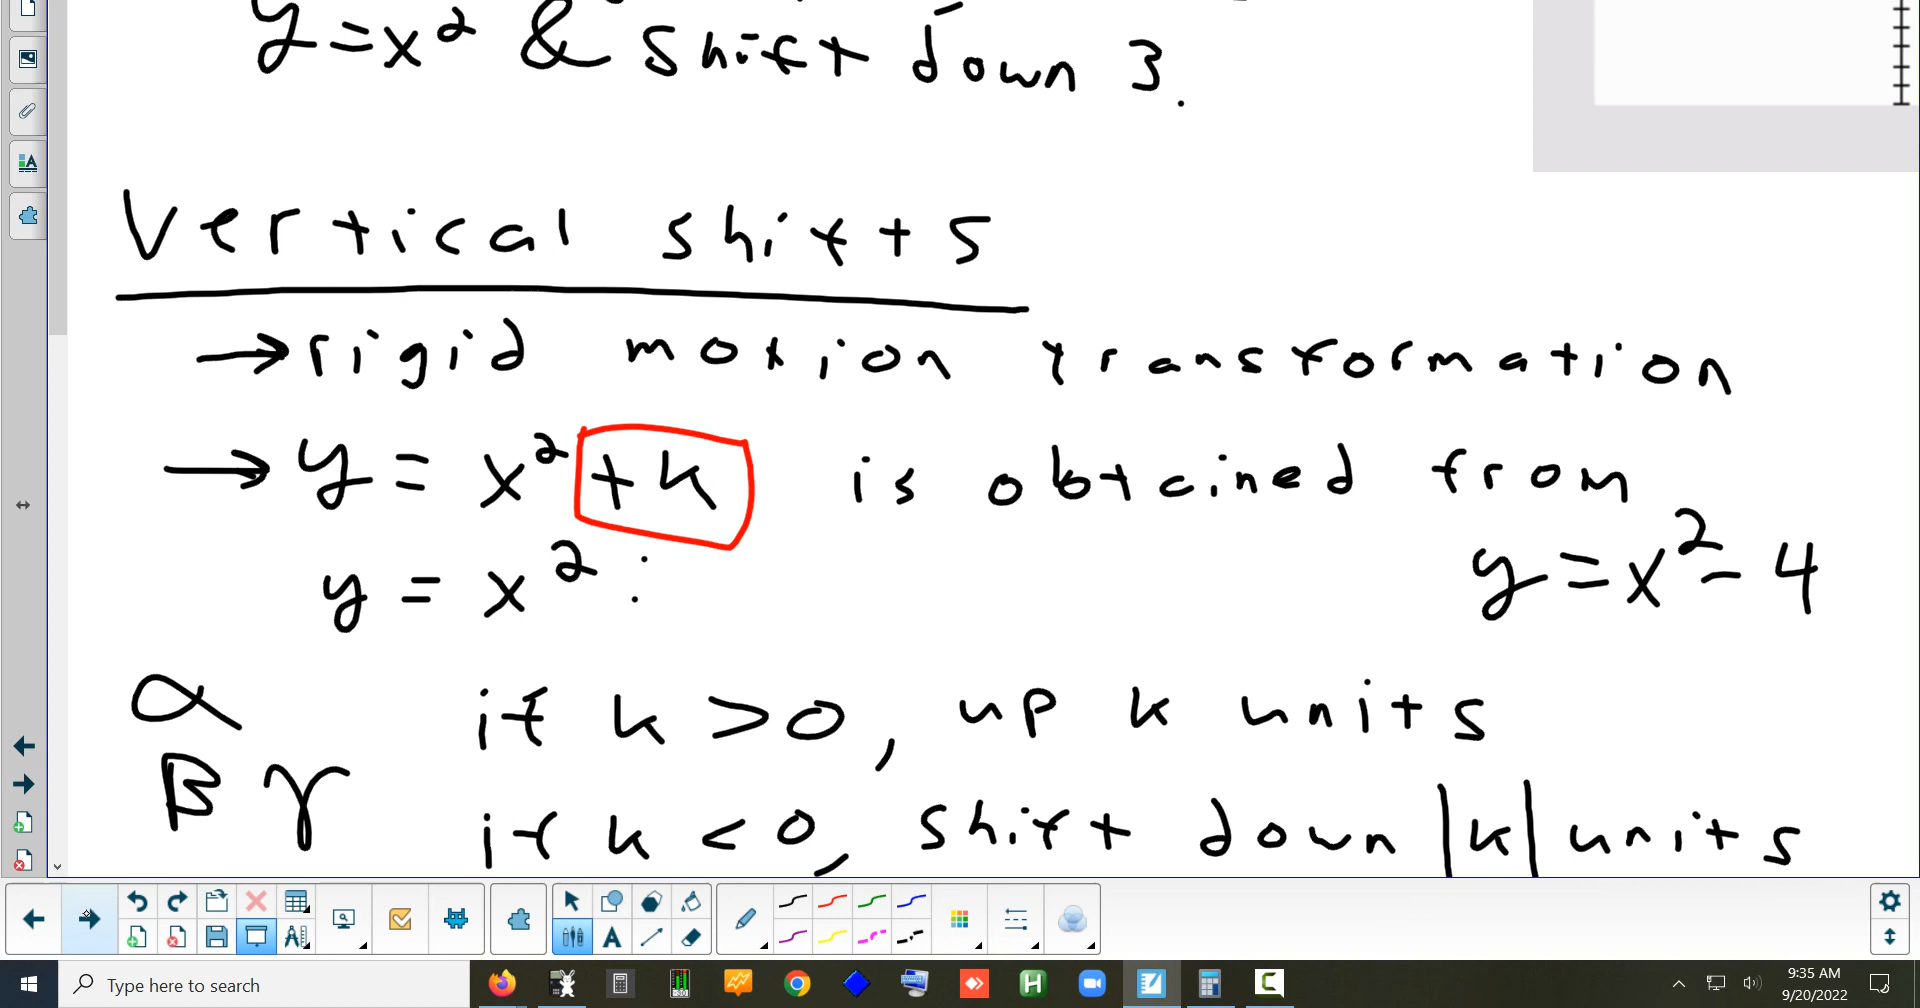 y = x² & shift down 3.
Vertical shifts
→ rigid motion transformation
→ y = x² + k is obtained from
y = x² :
y = x² - 4
α
if k > 0, up k units
β γ
if k < 0, shift down |k| units
Type here to search
9:35 AM
9/20/2022